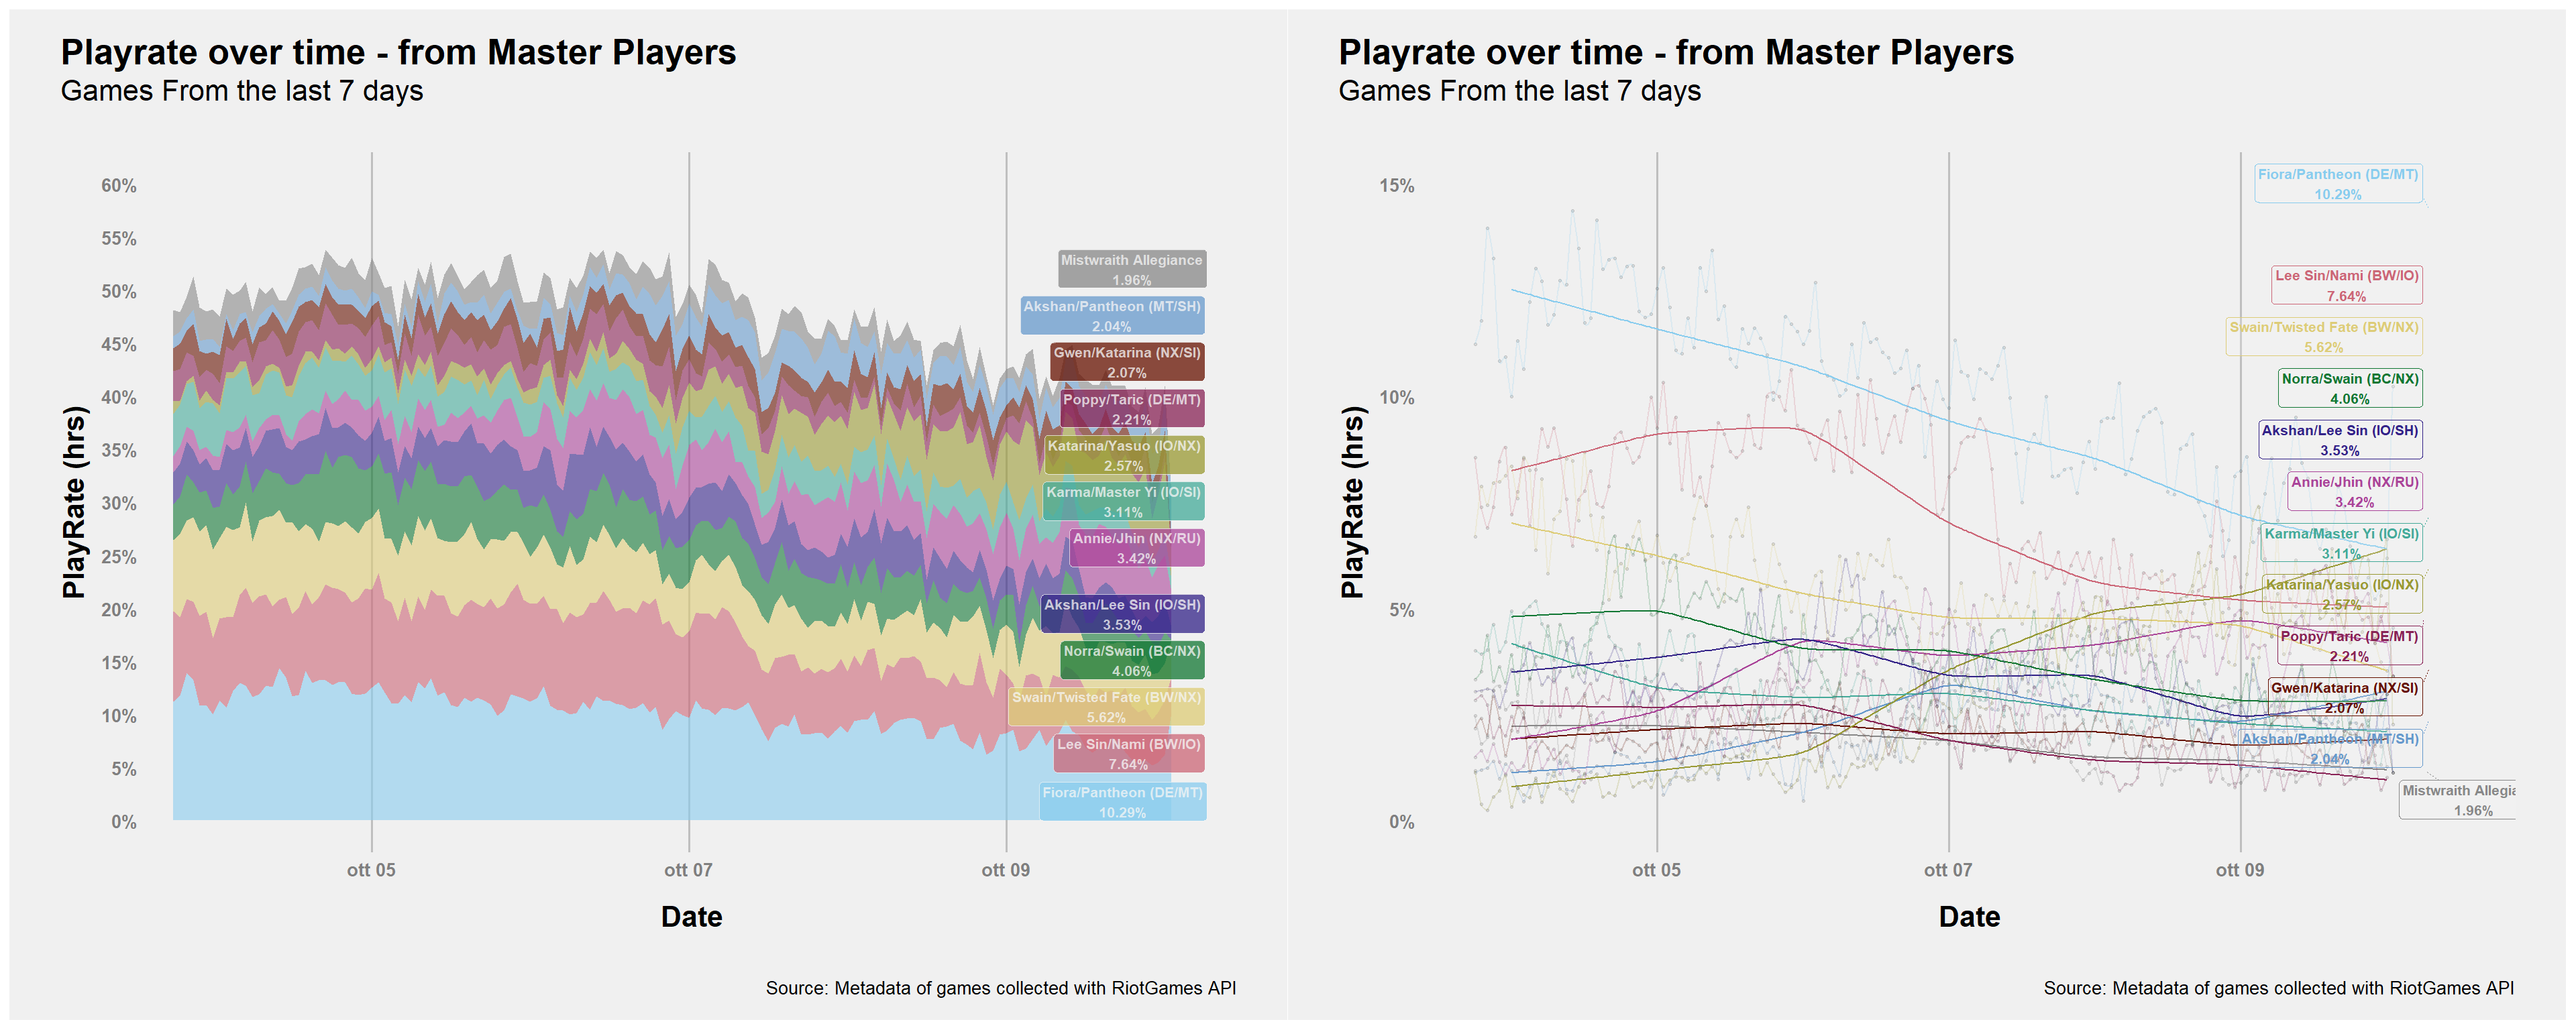 Playrate over time - from Master Players
Games From the last 7 days
PlayRate (hrs)
60%
55%
50%
45%
40%
35%
30%
25%
20%
15%
10%
5%
0%
Mistwraith Allegiance
1.96%
Akshan/Pantheon (MT/SH)
2.04%
Gwen/Katarina (NX/SI)
2.07%
Poppy/Taric (DE/MT)
2.21%
Katarina/Yasuo (IO/NX)
2.57%
Karma/Master Yi (IO/SI)
3.11%
Annie/Jhin (NX/RU)
3.42%
Akshan/Lee Sin (IO/SH)
3.53%
Norra/Swain (BC/NX)
4.06%
Swain/Twisted Fate (BW/NX)
5.62%
Lee Sin/Nami (BW/IO)
7.64%
Fiora/Pantheon (DE/MT)
10.29%
ott 05
ott 07
ott 09
Date
Source: Metadata of games collected with RiotGames API
Playrate over time - from Master Players
Games From the last 7 days
PlayRate (hrs)
15%
10%
5%
0%
Fiora/Pantheon (DE/MT)
10.29%
Lee Sin/Nami (BW/IO)
7.64%
Swain/Twisted Fate (BW/NX)
5.62%
Norra/Swain (BC/NX)
4.06%
Akshan/Lee Sin (IO/SH)
3.53%
Annie/Jhin (NX/RU)
3.42%
Karma/Master Yi (IO/SI)
3.11%
Katarina/Yasuo (IO/NX)
2.57%
Poppy/Taric (DE/MT)
2.21%
Gwen/Katarina (NX/SI)
2.07%
Akshan/Pantheon (MT/SH)
2.04%
Mistwraith Allegia
1.96%
ott 05
ott 07
ott 09
Date
Source: Metadata of games collected with RiotGames API